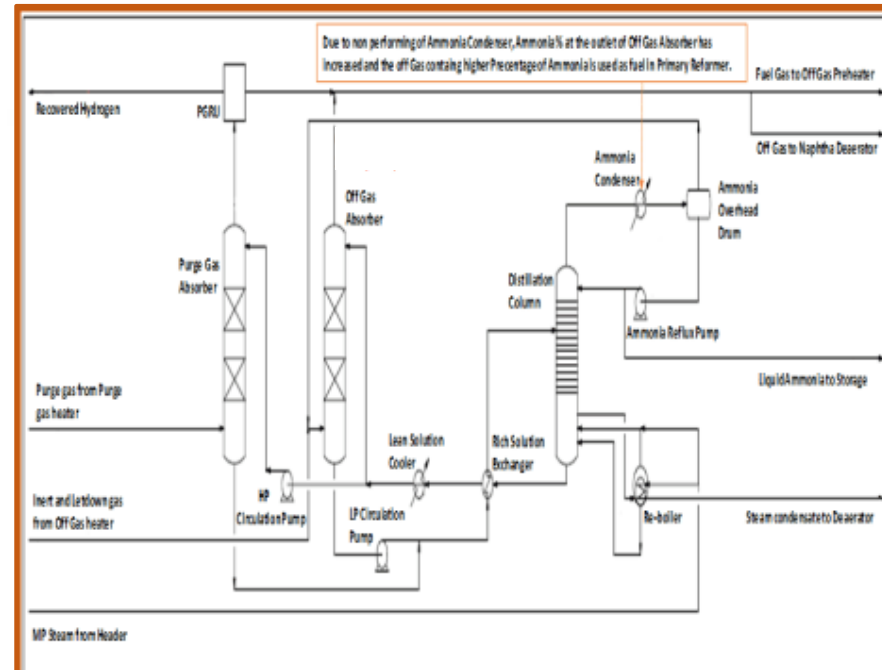 Due to non performing of Ammonia Condenser, Ammonia % at the outlet of Off Gas Absorber has
increased and the off Gas containg higher Precentage of Ammonia is used as fuel in Primary Reformer.
Fuel Gas to Off Gas Preheater
Recovered Hydrogen
PGRU
Off Gas to Naphtha Deaerator
Ammonia
Condenser
Off Gas
Absorber
Ammonia
Overhead
Drum
Purge Gas
Absorber
Distillation
Column
Ammonia Reflux Pump
Liquid Ammonia to Storage
Purge gas from Purge
gas heater
Lean Solution
Cooler
Rich Solution
Exchanger
HP
Circulation Pump
Inert and Letdown gas
from Off Gas heater
LP Circulation
Pump
Re-boiler
Steam condensate to Deaerator
MP Steam from Header